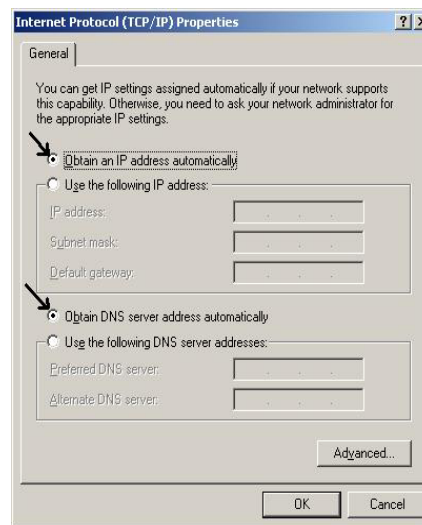 Internet Protocol (TCP/IP) Properties
General
You can get IP settings assigned automatically if your network supports
this capability. Otherwise, you need to ask your network administrator for
the appropriate IP settings.
Obtain an IP address automatically
Use the following IP address:
IP address:
Subnet mask:
Default gateway:
Obtain DNS server address automatically
Use the following DNS server addresses:
Preferred DNS server:
Alternate DNS server:
Advanced...
OK Cancel